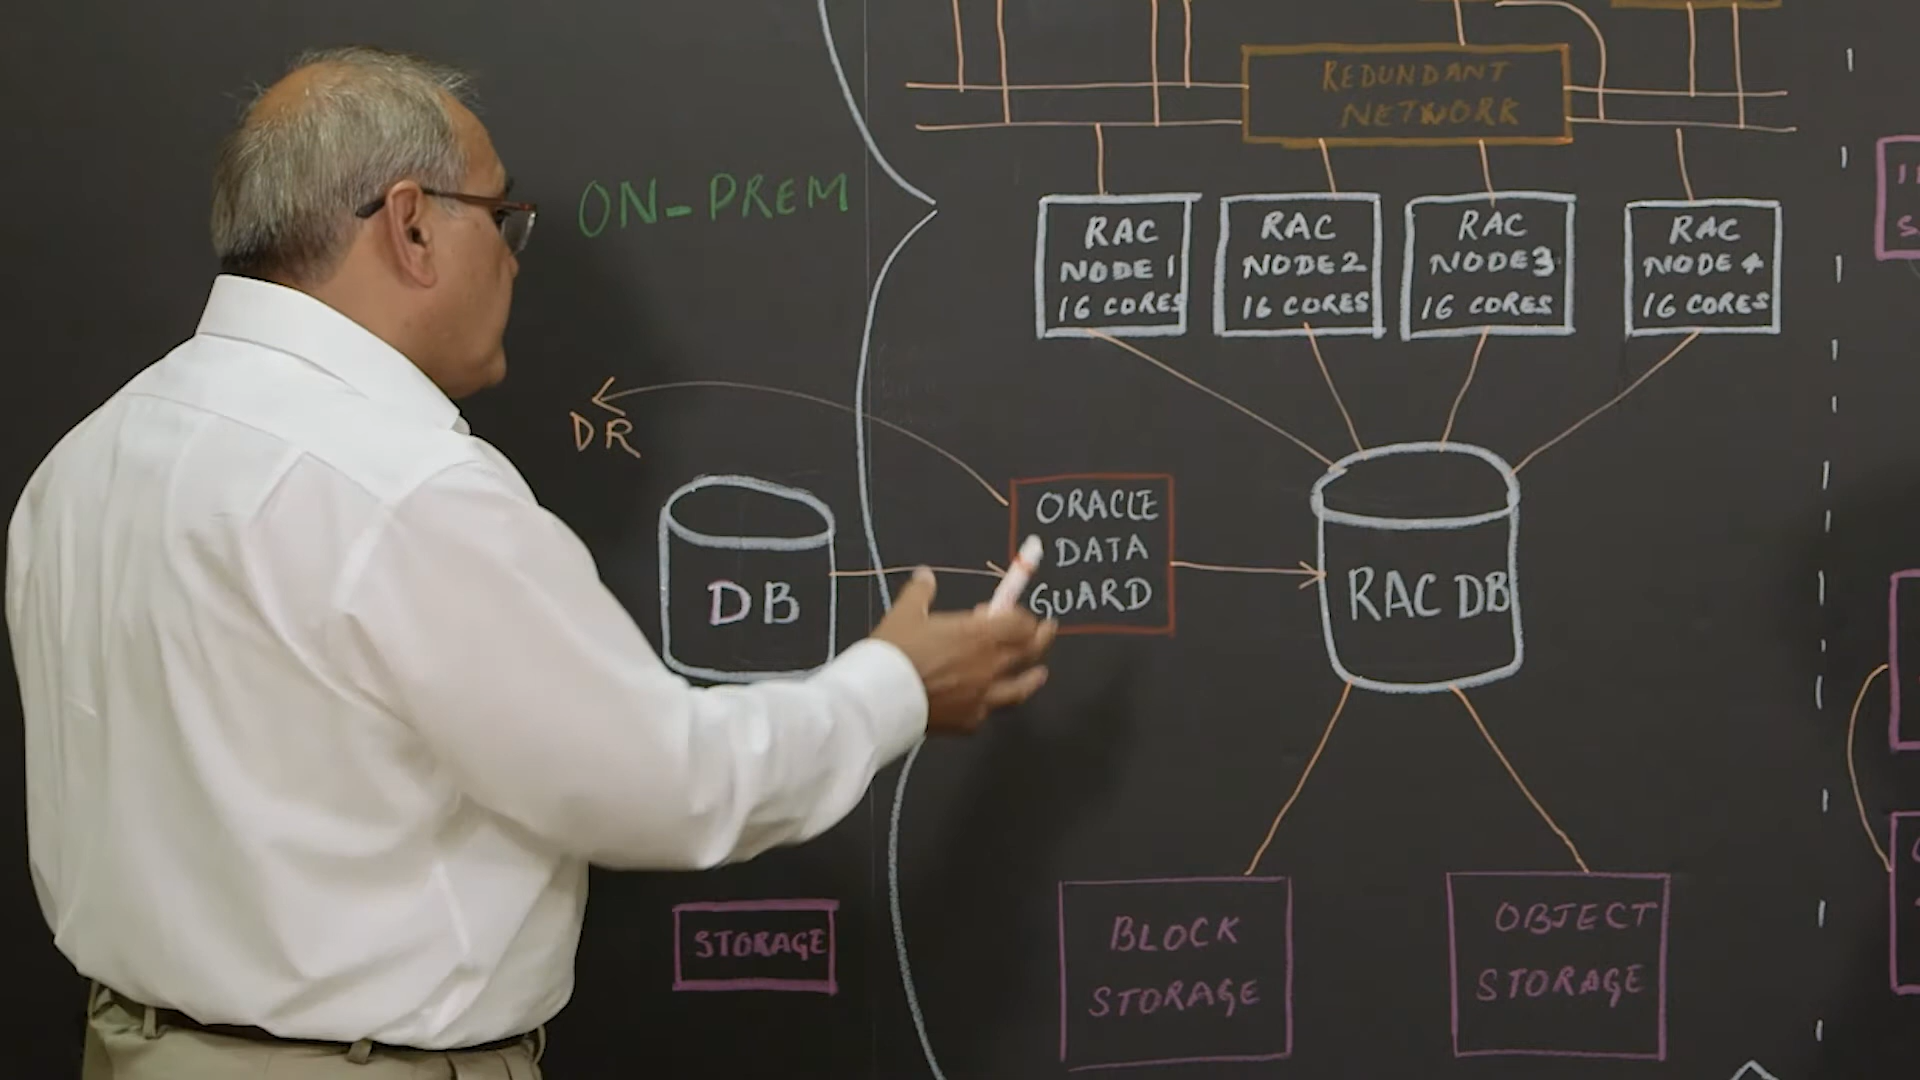 REDUNDANT
NETWORK
ON-PREM
RAC
NODE 1
16 CORES
RAC
NODE 2
16 CORES
RAC
NODE 3
16 CORES
RAC
NODE 4
16 CORES
DR
DB
ORACLE
DATA
GUARD
RAC DB
STORAGE
BLOCK
STORAGE
OBJECT
STORAGE